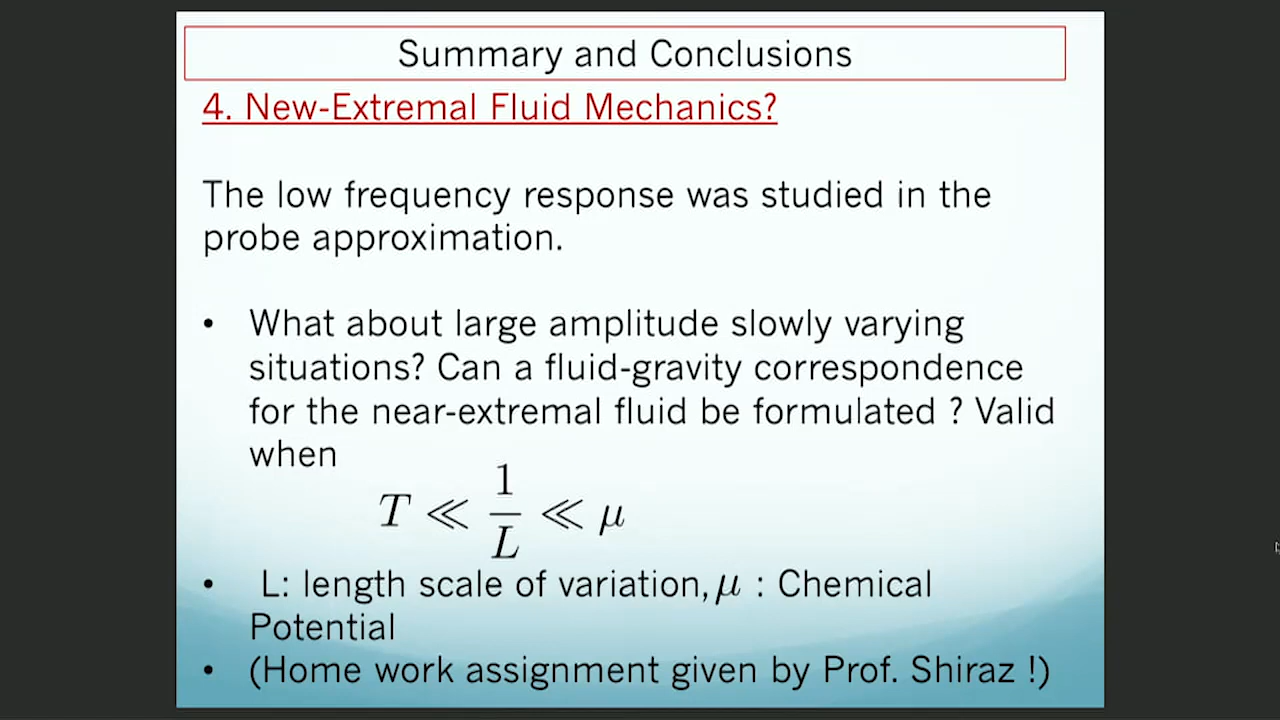 Summary and Conclusions
4. New-Extremal Fluid Mechanics?
The low frequency response was studied in the
probe approximation.
• What about large amplitude slowly varying
situations? Can a fluid-gravity correspondence
for the near-extremal fluid be formulated ? Valid
when
T ≪ 1/L ≪ μ
• L: length scale of variation, μ : Chemical
Potential
• (Home work assignment given by Prof. Shiraz !)